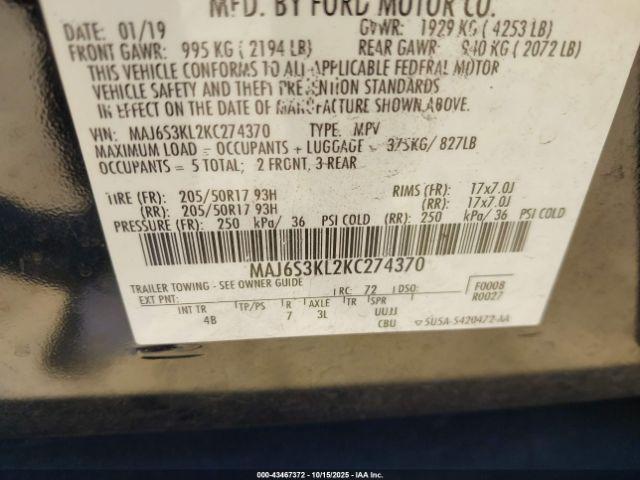 MFD. BY FORD MOTOR CO.
DATE: 01/19 GVWR: 1929 KG ( 4253 LB)
FRONT GAWR: 995 KG ( 2194 LB) REAR GAWR: 940 KG ( 2072 LB)
THIS VEHICLE CONFORMS TO ALL APPLICABLE FEDERAL MOTOR
VEHICLE SAFETY AND THEFT PREVENTION STANDARDS
IN EFFECT ON THE DATE OF MANUFACTURE SHOWN ABOVE.
VIN: MAJ6S3KL2KC274370 TYPE: MPV
MAXIMUM LOAD = OCCUPANTS + LUGGAGE = 375KG/ 827LB
OCCUPANTS = 5 TOTAL; 2 FRONT, 3-REAR
TIRE (FR): 205/50R17 93H RIMS (FR): 17x7.0J
(RR): 205/50R17 93H (RR): 17x7.0J
PRESSURE (FR): 250 kPa/ 36 PSI COLD (RR): 250 kPa/ 36 PSI COLD
MAJ6S3KL2KC274370
TRAILER TOWING - SEE OWNER GUIDE
EXT PNT: RC: 72 DSO: F0008
R0027
INT TR TP/PS R AXLE TR SPR
4B 7 3L UUJJ
CBU 5U5A-5420472-AA
000-43467372 | 10/15/2025 - COPYRIGHT IAA, LLC.